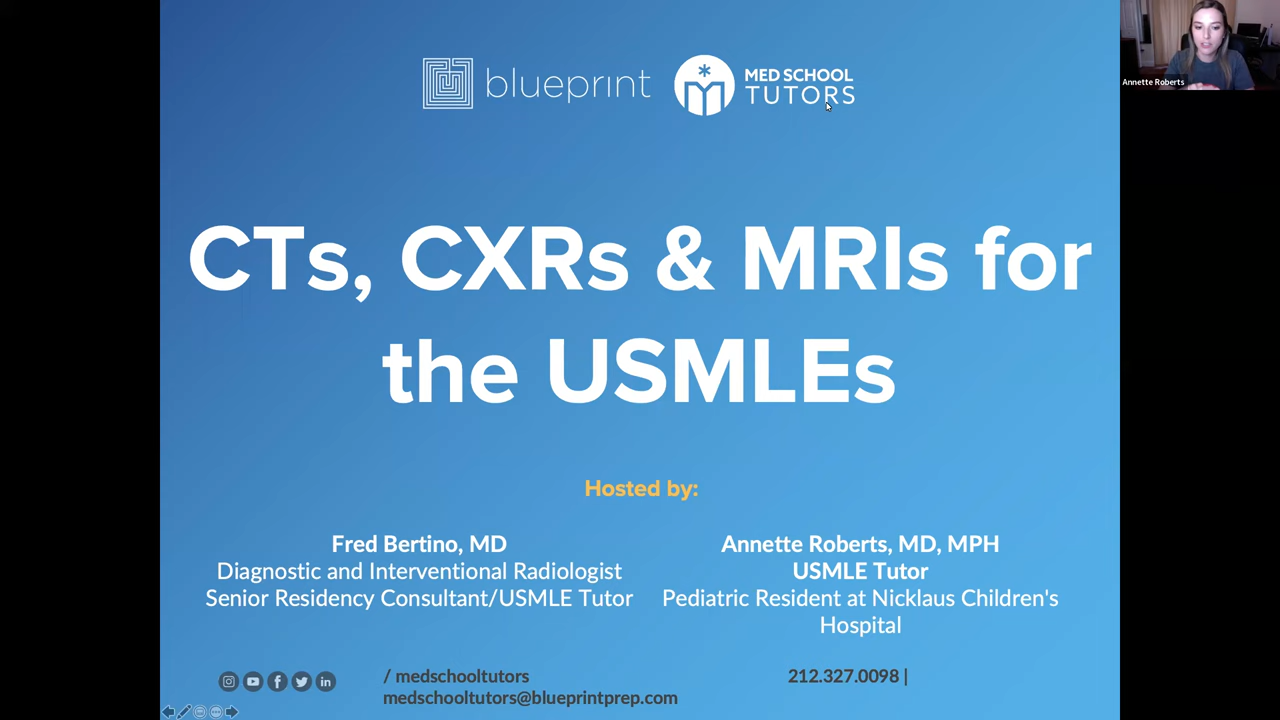 blueprint
MED SCHOOL
TUTORS
Annette Roberts
CTs, CXRs & MRIs for
the USMLEs
Hosted by:
Fred Bertino, MD
Diagnostic and Interventional Radiologist
Senior Residency Consultant/USMLE Tutor
Annette Roberts, MD, MPH
USMLE Tutor
Pediatric Resident at Nicklaus Children's
Hospital
/ medschooltutors
212.327.0098 |
medschooltutors@blueprintprep.com